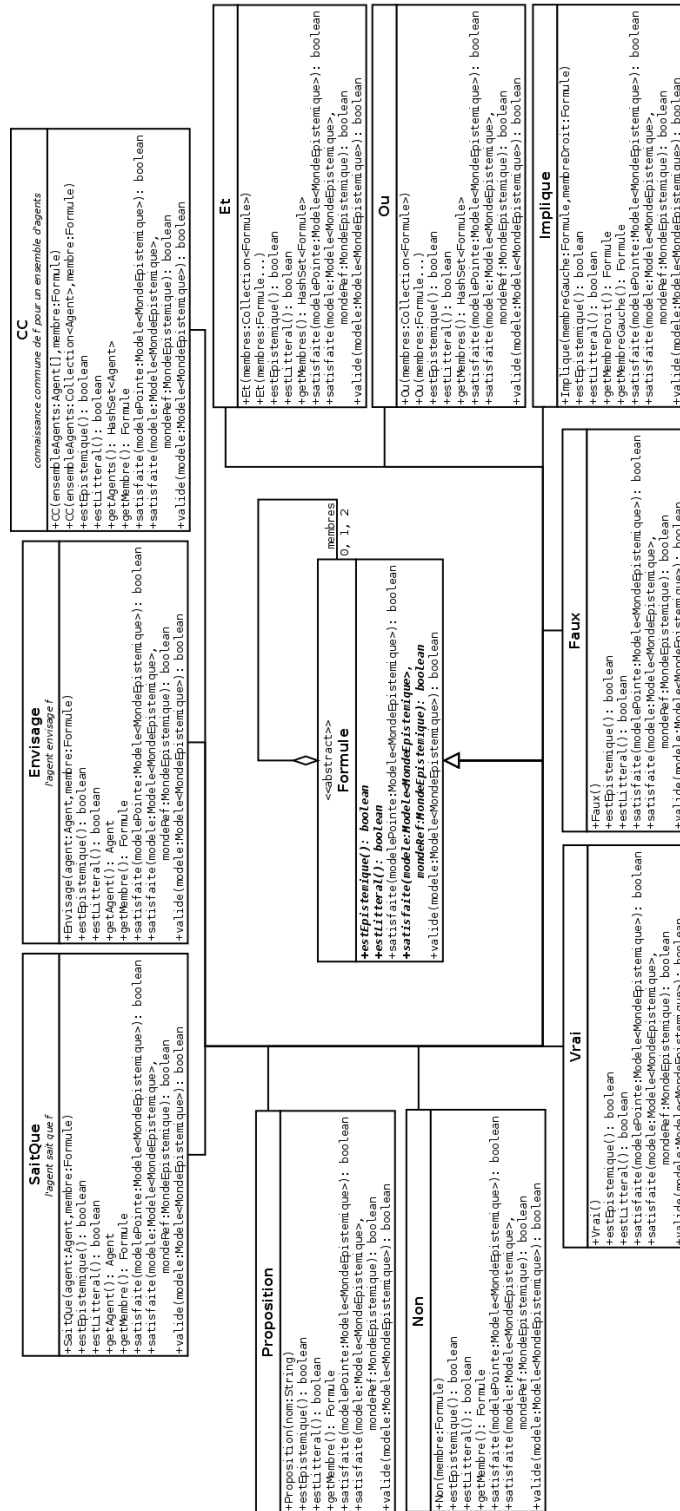 SaitQue
l'agent sait que f
+SaitQue(agent:Agent,membre:Formule)
+estEpistemique(): boolean
+estLitteral(): boolean
+getAgent(): Agent
+getMembre(): Formule
+satisfaite(modelePointe:Modele<MondeEpistemique>): boolean
+satisfaite(modele:Modele<MondeEpistemique>,
mondeRef:MondeEpistemique): boolean
+valide(modele:Modele<MondeEpistemique>): boolean
Envisage
l'agent envisage f
+Envisage(agent:Agent,membre:Formule)
+estEpistemique(): boolean
+estLitteral(): boolean
+getAgent(): Agent
+getMembre(): Formule
+satisfaite(modelePointe:Modele<MondeEpistemique>): boolean
+satisfaite(modele:Modele<MondeEpistemique>,
mondeRef:MondeEpistemique): boolean
+valide(modele:Modele<MondeEpistemique>): boolean
CC
connaissance commune de f pour un ensemble d'agents
+CC(ensembleAgents:Agent[],membre:Formule)
+CC(ensembleAgents:Collection<Agent>,membre:Formule)
+estEpistemique(): boolean
+estLitteral(): boolean
+getAgents(): HashSet<Agent>
+getMembre(): Formule
+satisfaite(modelePointe:Modele<MondeEpistemique>): boolean
+satisfaite(modele:Modele<MondeEpistemique>,
mondeRef:MondeEpistemique): boolean
+valide(modele:Modele<MondeEpistemique>): boolean
Proposition
+Proposition(nom:String)
+estEpistemique(): boolean
+estLitteral(): boolean
+getMembre(): Formule
+satisfaite(modelePointe:Modele<MondeEpistemique>): boolean
+satisfaite(modele:Modele<MondeEpistemique>,
mondeRef:MondeEpistemique): boolean
+valide(modele:Modele<MondeEpistemique>): boolean
<<abstract>>
Formule
+estEpistemique(): boolean
+estLitteral(): boolean
+satisfaite(modelePointe:Modele<MondeEpistemique>): boolean
+satisfaite(modele:Modele<MondeEpistemique>,
mondeRef:MondeEpistemique): boolean
+valide(modele:Modele<MondeEpistemique>): boolean
membres
0, 1, 2
Et
+Et(membres:Collection<Formule>)
+Et(membres:Formule...)
+estEpistemique(): boolean
+estLitteral(): boolean
+getMembres(): HashSet<Formule>
+satisfaite(modelePointe:Modele<MondeEpistemique>): boolean
+satisfaite(modele:Modele<MondeEpistemique>,
mondeRef:MondeEpistemique): boolean
+valide(modele:Modele<MondeEpistemique>): boolean
Non
+Non(membre:Formule)
+estEpistemique(): boolean
+estLitteral(): boolean
+getMembre(): Formule
+satisfaite(modelePointe:Modele<MondeEpistemique>): boolean
+satisfaite(modele:Modele<MondeEpistemique>,
mondeRef:MondeEpistemique): boolean
+valide(modele:Modele<MondeEpistemique>): boolean
Ou
+Ou(membres:Collection<Formule>)
+Ou(membres:Formule...)
+estEpistemique(): boolean
+estLitteral(): boolean
+getMembres(): HashSet<Formule>
+satisfaite(modelePointe:Modele<MondeEpistemique>): boolean
+satisfaite(modele:Modele<MondeEpistemique>,
mondeRef:MondeEpistemique): boolean
+valide(modele:Modele<MondeEpistemique>): boolean
Vrai
+Vrai()
+estEpistemique(): boolean
+estLitteral(): boolean
+satisfaite(modelePointe:Modele<MondeEpistemique>): boolean
+satisfaite(modele:Modele<MondeEpistemique>,
mondeRef:MondeEpistemique): boolean
+valide(modele:Modele<MondeEpistemique>): boolean
Faux
+Faux()
+estEpistemique(): boolean
+estLitteral(): boolean
+satisfaite(modelePointe:Modele<MondeEpistemique>): boolean
+satisfaite(modele:Modele<MondeEpistemique>,
mondeRef:MondeEpistemique): boolean
+valide(modele:Modele<MondeEpistemique>): boolean
Implique
+Implique(membreGauche:Formule,membreDroit:Formule)
+estEpistemique(): boolean
+estLitteral(): boolean
+getMembreDroit(): Formule
+getMembreGauche(): Formule
+satisfaite(modelePointe:Modele<MondeEpistemique>): boolean
+satisfaite(modele:Modele<MondeEpistemique>,
mondeRef:MondeEpistemique): boolean
+valide(modele:Modele<MondeEpistemique>): boolean